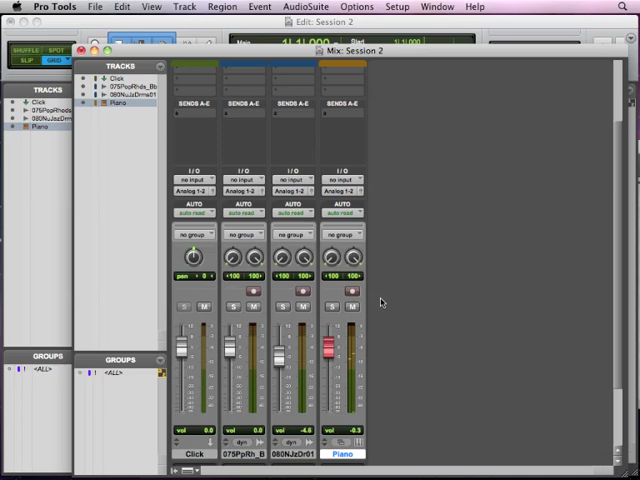 Pro Tools File Edit View Track Region Event AudioSuite Options Setup Window Help
Edit: Session 2
SHUFFLE SPOT
SLIP GRID
Mix: Session 2
TRACKS
Click
075PopRhds_Bb
080NuJzDrms01
Piano
TRACKS
Click
075PopRhods
080NuJazDrm
Piano
SENDS A-E SENDS A-E SENDS A-E SENDS A-E
I/O I/O I/O I/O
no input no input no input no input
Analog 1-2 Analog 1-2 Analog 1-2 Analog 1-2
AUTO AUTO AUTO AUTO
auto read auto read auto read auto read
no group no group no group no group
pan 0 100 100 100 100 100 100
S M S M S M S M
vol 0.0 vol 0.0 vol -4.8 vol -0.3
dyn dyn
Click 075PpRh_B 080NJzDr01 Piano
GROUPS
! <ALL>
GROUPS
! <ALL>